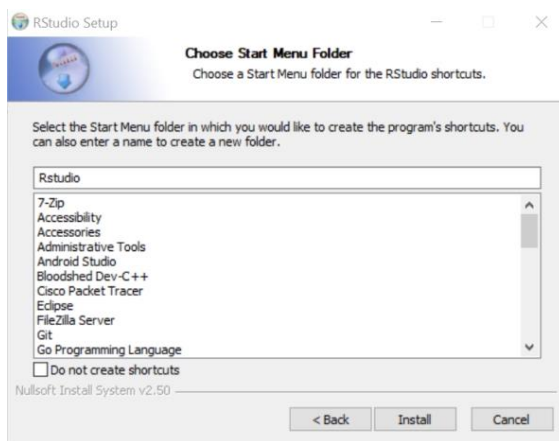 RStudio Setup
Choose Start Menu Folder
Choose a Start Menu folder for the RStudio shortcuts.
Select the Start Menu folder in which you would like to create the program's shortcuts. You
can also enter a name to create a new folder.
Rstudio
7-Zip
Accessibility
Accessories
Administrative Tools
Android Studio
Bloodshed Dev-C++
Cisco Packet Tracer
Eclipse
FileZilla Server
Git
Go Programming Language
Do not create shortcuts
Nullsoft Install System v2.50
< Back Install Cancel